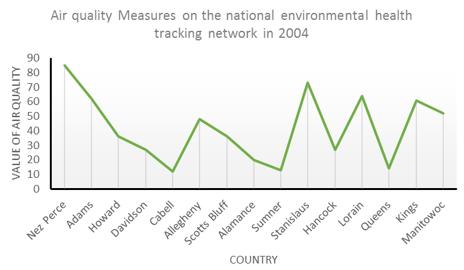 Air quality Measures on the national environmental health
tracking network in 2004
VALUE OF AIR QUALITY
90
80
70
60
50
40
30
20
10
0
Nez Perce
Adams
Howard
Davidson
Cabell
Allegheny
Scotts Bluff
Alamance
Sumner
Stanislaus
Hancock
Lorain
Queens
Kings
Manitowoc
COUNTRY